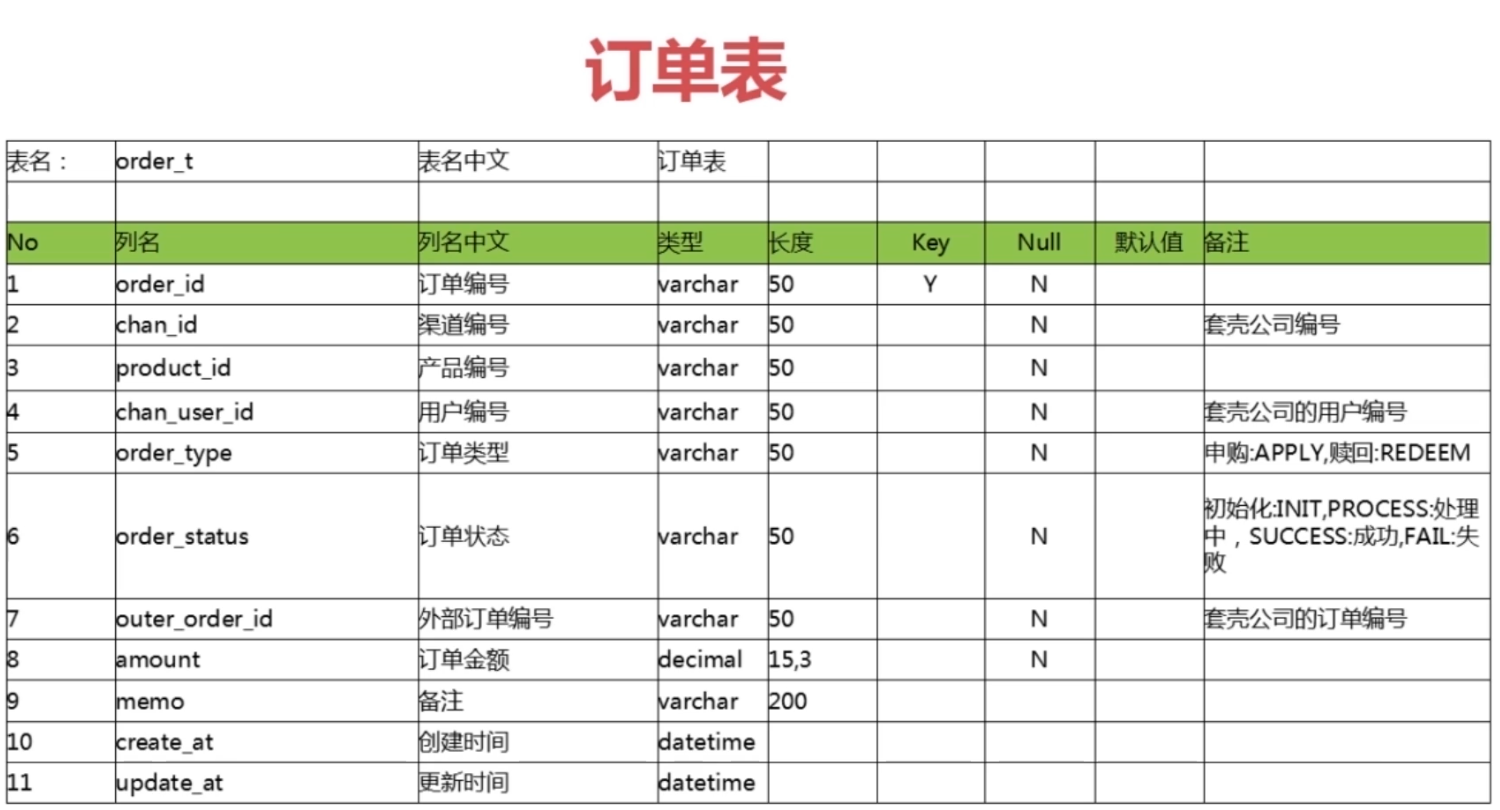 订单表
表名： order_t 表名中文 订单表
No 列名 列名中文 类型 长度 Key Null 默认值 备注
1 order_id 订单编号 varchar 50 Y N
2 chan_id 渠道编号 varchar 50 N 套壳公司编号
3 product_id 产品编号 varchar 50 N
4 chan_user_id 用户编号 varchar 50 N 套壳公司的用户编号
5 order_type 订单类型 varchar 50 N 申购:APPLY,赎回:REDEEM
6 order_status 订单状态 varchar 50 N 初始化:INIT,PROCESS:处理
中，SUCCESS:成功,FAIL:失
败
7 outer_order_id 外部订单编号 varchar 50 N 套壳公司的订单编号
8 amount 订单金额 decimal 15,3 N
9 memo 备注 varchar 200
10 create_at 创建时间 datetime
11 update_at 更新时间 datetime